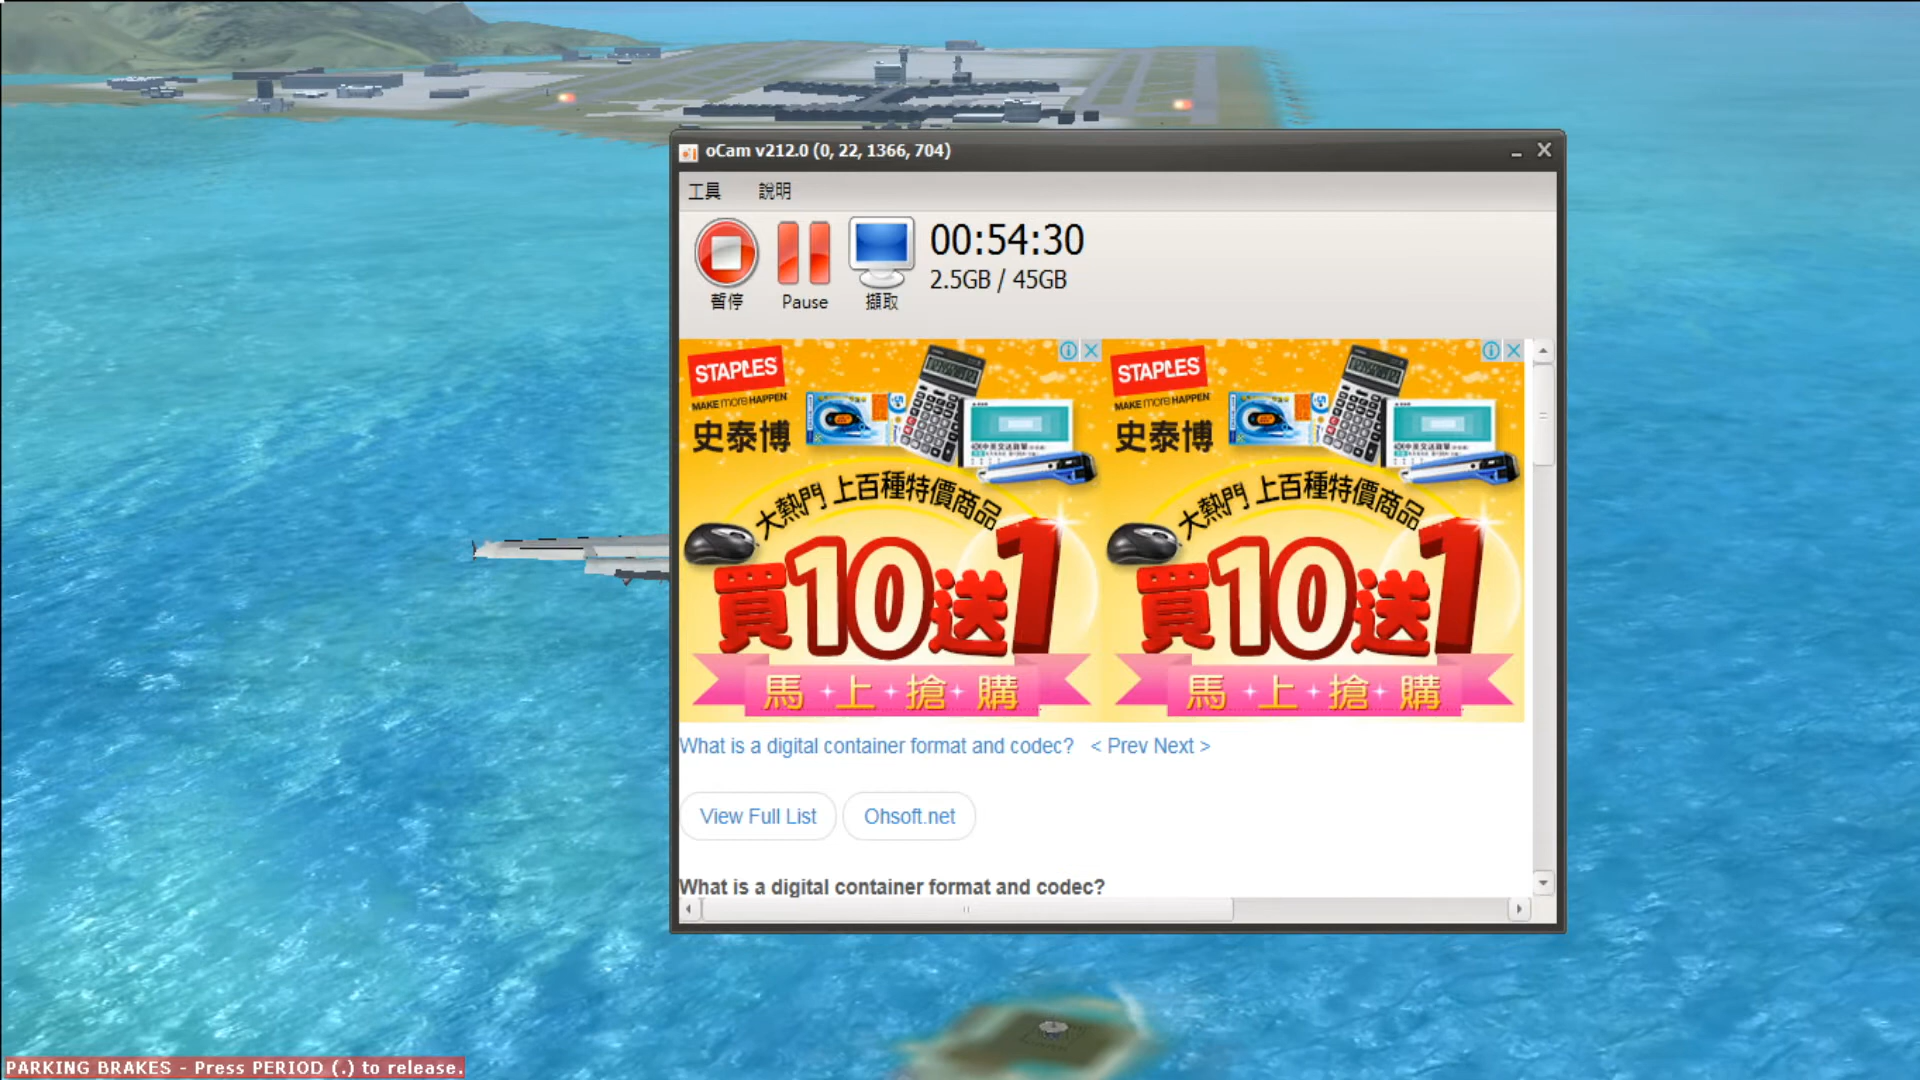 oCam v212.0 (0, 22, 1366, 704)
工具 說明
00:54:30
2.5GB / 45GB
暫停 Pause 擷取
STAPLES
MAKE more HAPPEN
史泰博
大熱門 上百種特價商品
買10送1
馬上搶購
STAPLES
MAKE more HAPPEN
史泰博
大熱門 上百種特價商品
買10送1
馬上搶購
What is a digital container format and codec? < Prev Next >
View Full List Ohsoft.net
What is a digital container format and codec?
PARKING BRAKES - Press PERIOD (.) to release.